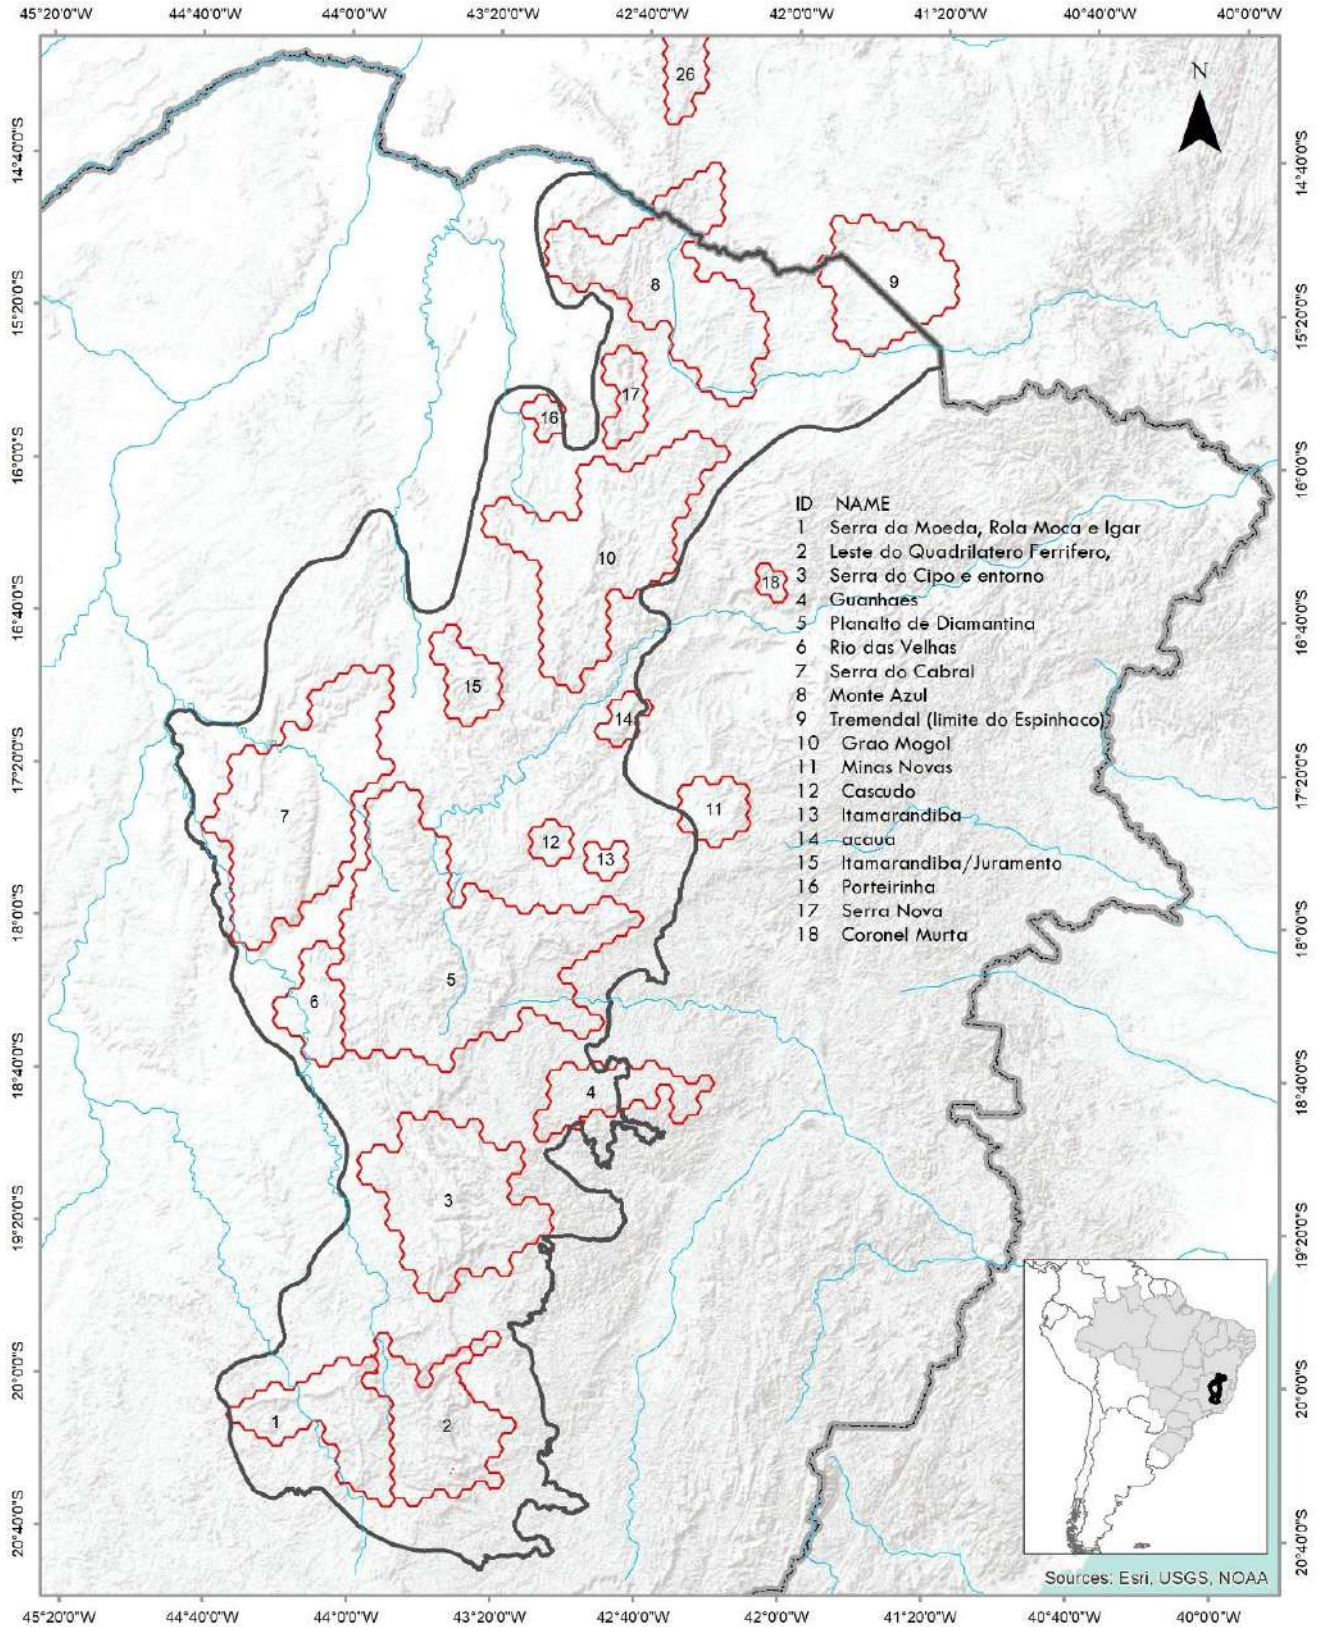 45°20'0"W 44°40'0"W 44°0'0"W 43°20'0"W 42°40'0"W 42°0'0"W 41°20'0"W 40°40'0"W 40°0'0"W
26
N
14°40'0"S
14°40'0"S
9
8
15°20'0"S
15°20'0"S
17
16
16°0'0"S
16°0'0"S
ID NAME
1 Serra da Moeda, Rola Moca e Igar
2 Leste do Quadrilatero Ferrifero,
3 Serra do Cipo e entorno
4 Guanhaes
5 Planalto de Diamantina
6 Rio das Velhas
7 Serra do Cabral
8 Monte Azul
9 Tremendal (limite do Espinhaco)
10 Grao Mogol
11 Minas Novas
12 Cascudo
13 Itamarandiba
14 acaua
15 Itamarandiba/Juramento
16 Porteirinha
17 Serra Nova
18 Coronel Murta
10
18
16°40'0"S
16°40'0"S
15
14
17°20'0"S
17°20'0"S
11
7
12
13
18°0'0"S
18°0'0"S
5
6
18°40'0"S
18°40'0"S
4
3
19°20'0"S
19°20'0"S
20°0'0"S
20°0'0"S
1
2
20°40'0"S
20°40'0"S
Sources: Esri, USGS, NOAA
45°20'0"W 44°40'0"W 44°0'0"W 43°20'0"W 42°40'0"W 42°0'0"W 41°20'0"W 40°40'0"W 40°0'0"W